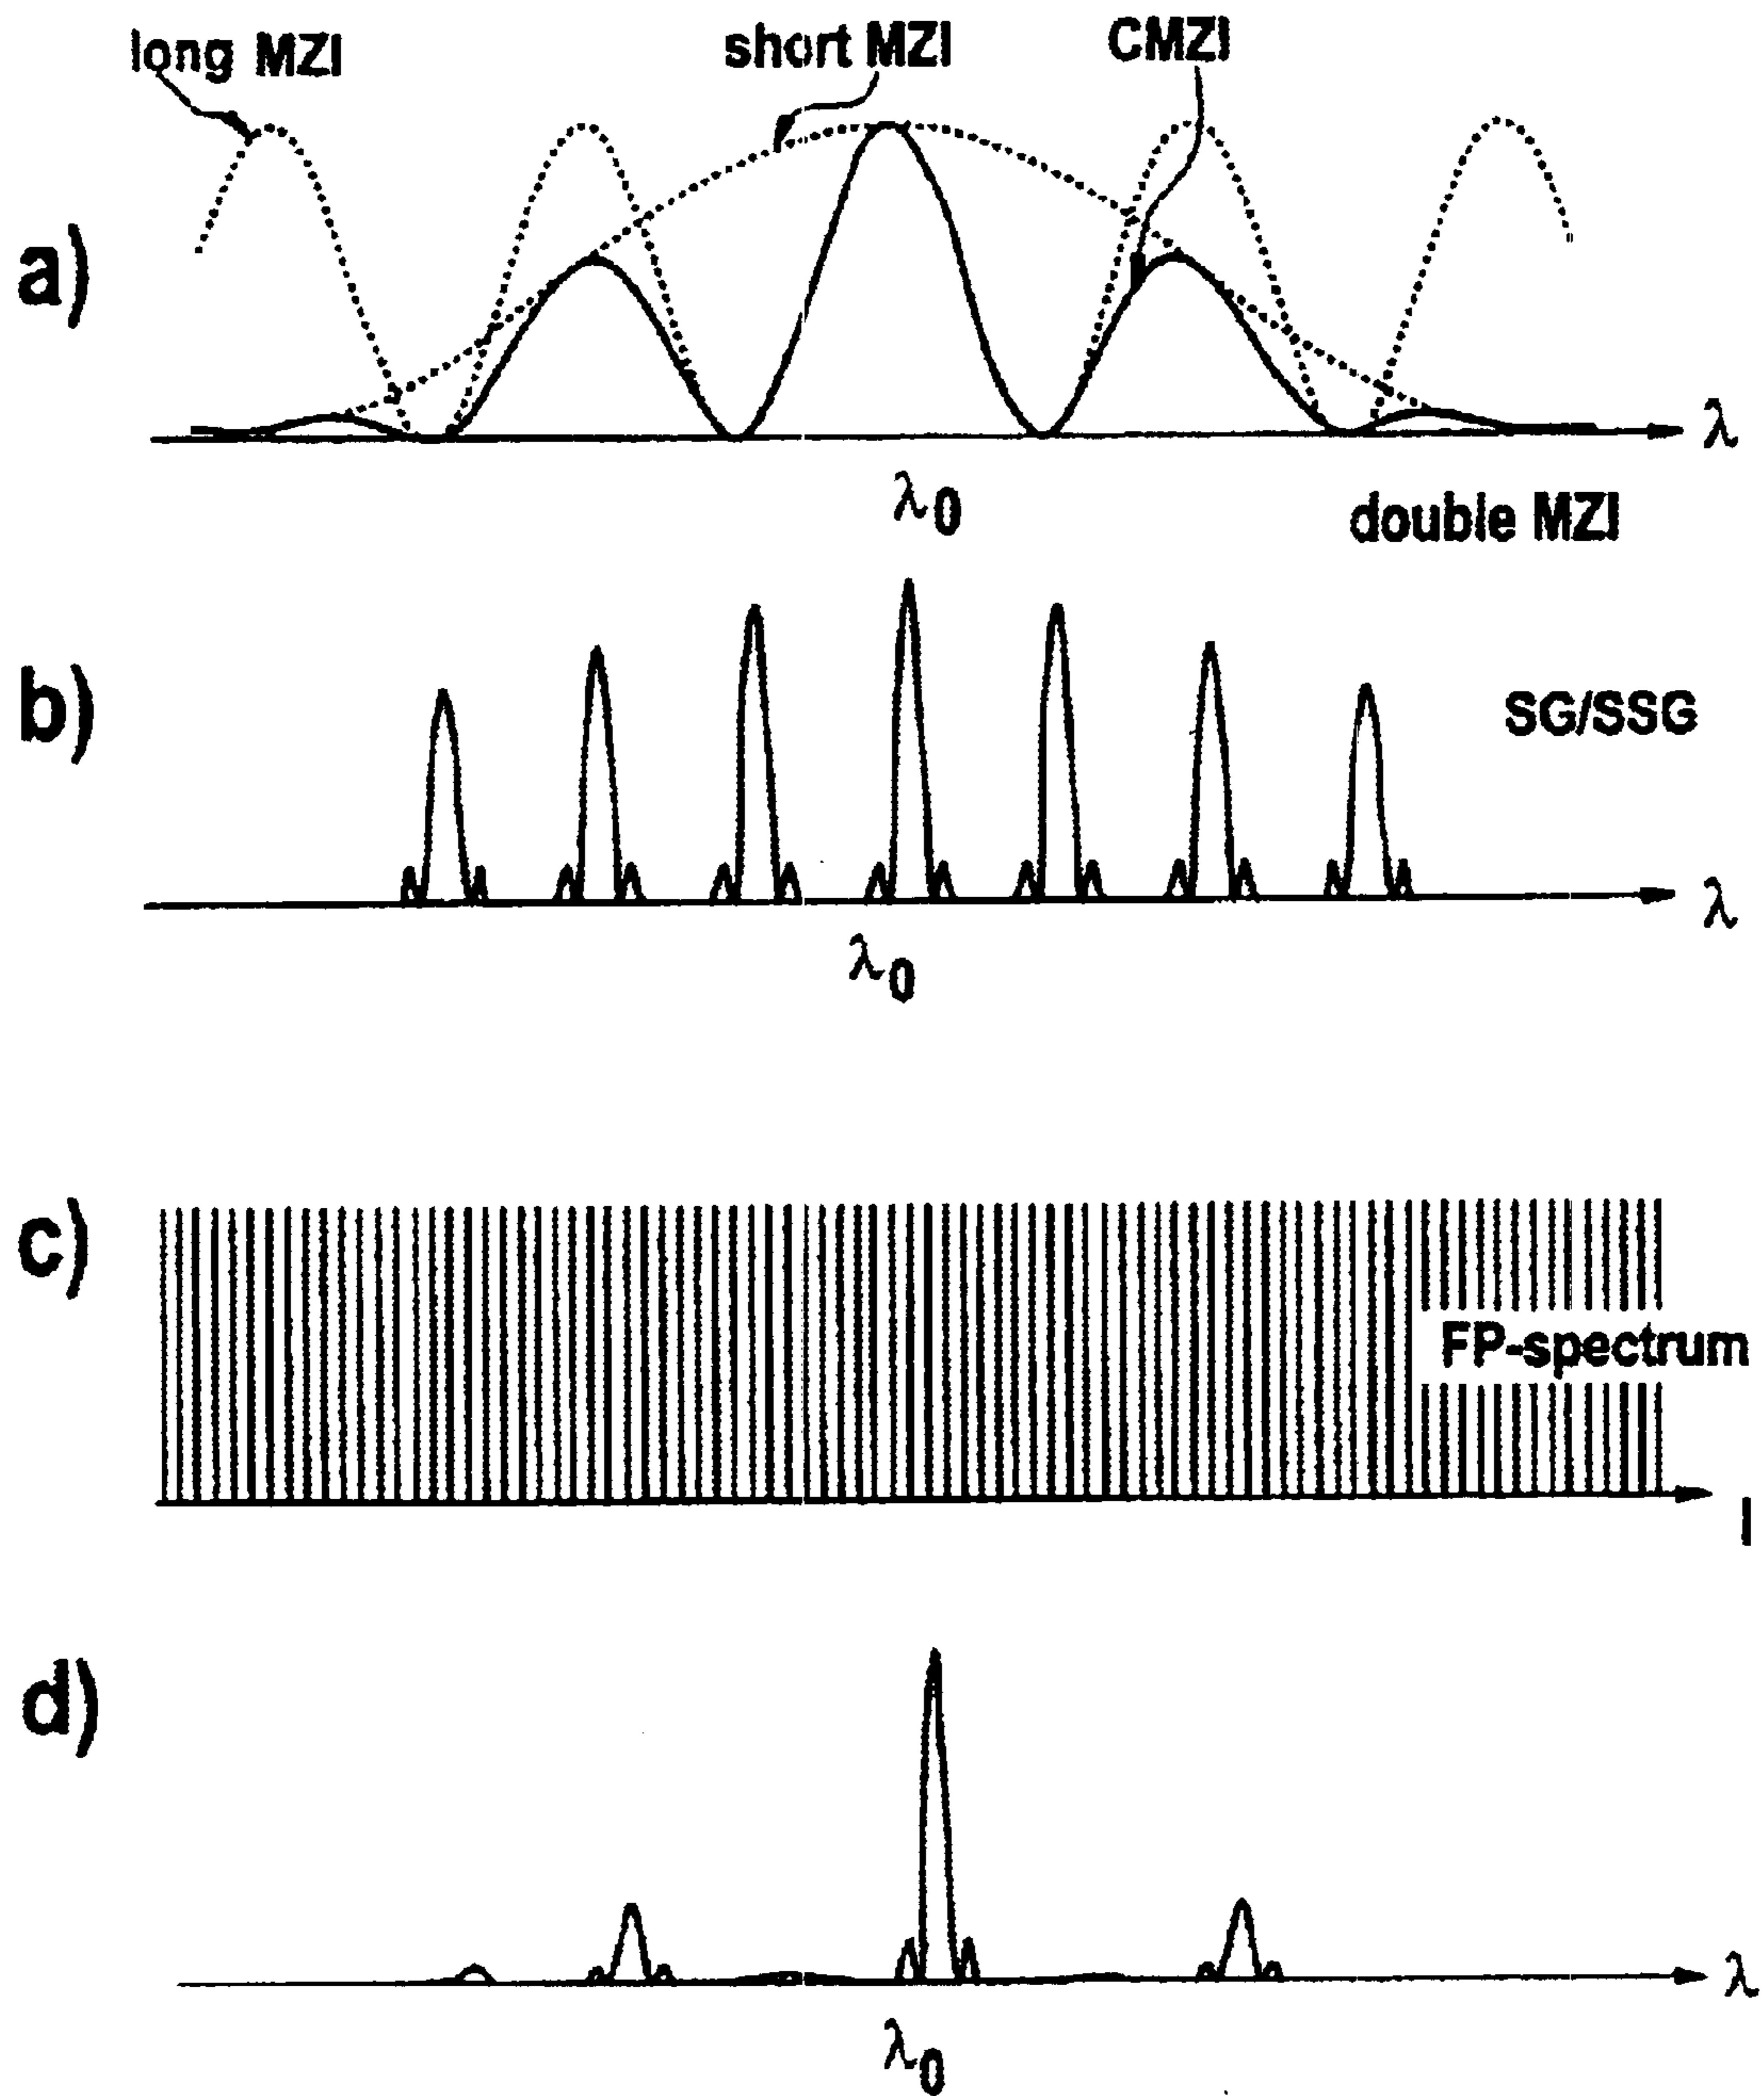 long MZI
short MZI
CMZI
a)
λ
λ0
double MZI
b)
SG/SSG
λ
λ0
c)
FP-spectrum
l
d)
λ
λ0